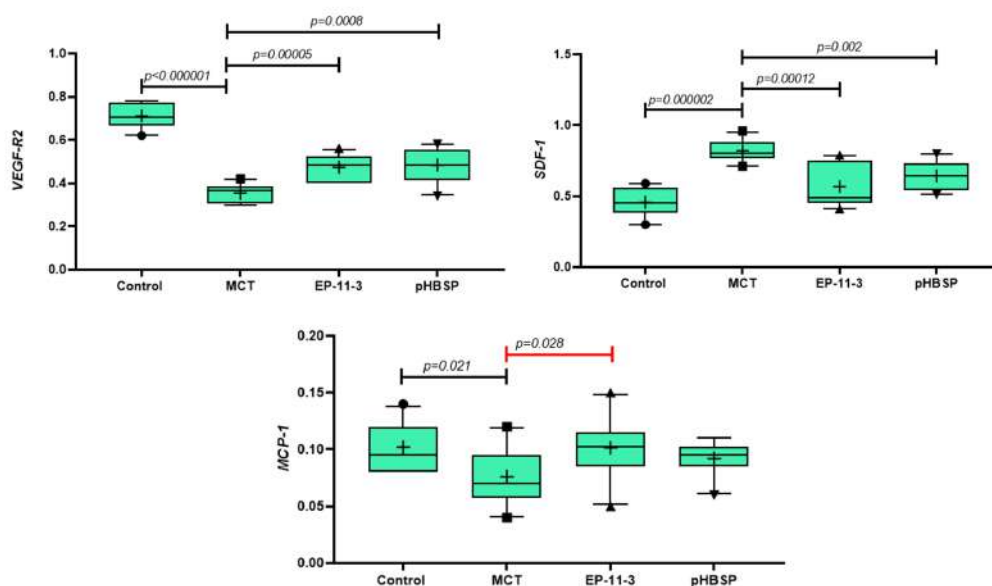 p=0.0008
p=0.00005
p<0.000001
VEGF-R2
1.0
0.8
0.6
0.4
0.2
0.0
Control MCT EP-11-3 pHBSP
p=0.002
p=0.00012
p=0.000002
SDF-1
1.5
1.0
0.5
0.0
Control MCT EP-11-3 pHBSP
p=0.028
p=0.021
MCP-1
0.20
0.15
0.10
0.05
0.00
Control MCT EP-11-3 pHBSP